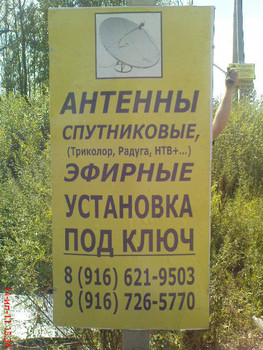 АНТЕННЫ
СПУТНИКОВЫЕ,
(Триколор, Радуга, НТВ+...)
ЭФИРНЫЕ
УСТАНОВКА
ПОД КЛЮЧ
8 (916) 621-9503
8 (916) 726-5770